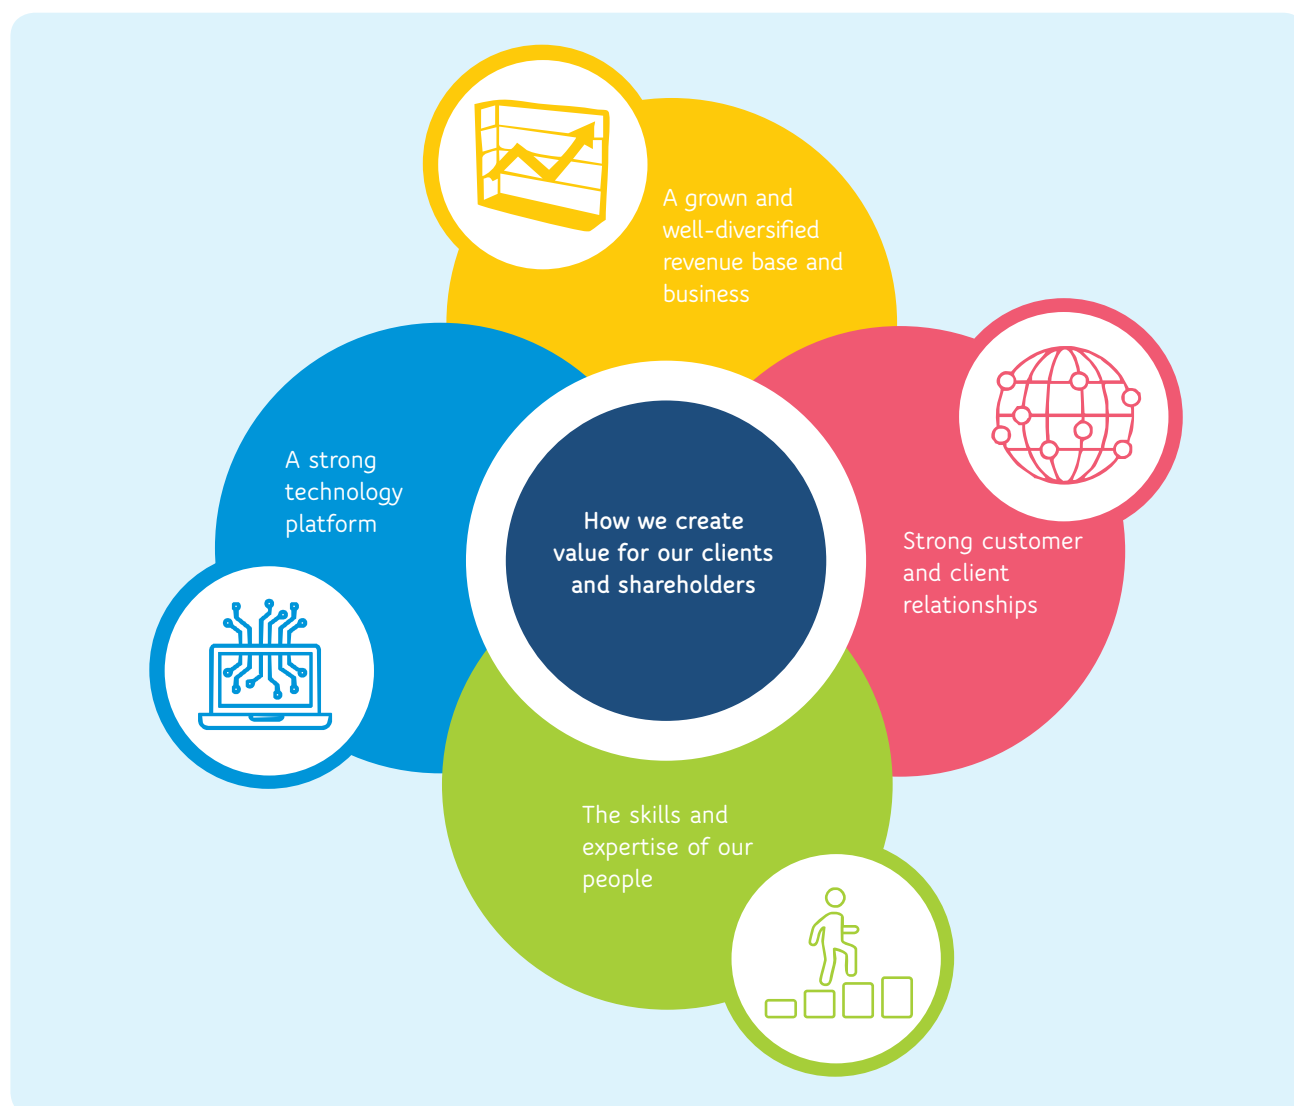 A grown and
well-diversified
revenue base and
business
A strong
technology
platform
How we create
value for our clients
and shareholders
Strong customer
and client
relationships
The skills and
expertise of our
people